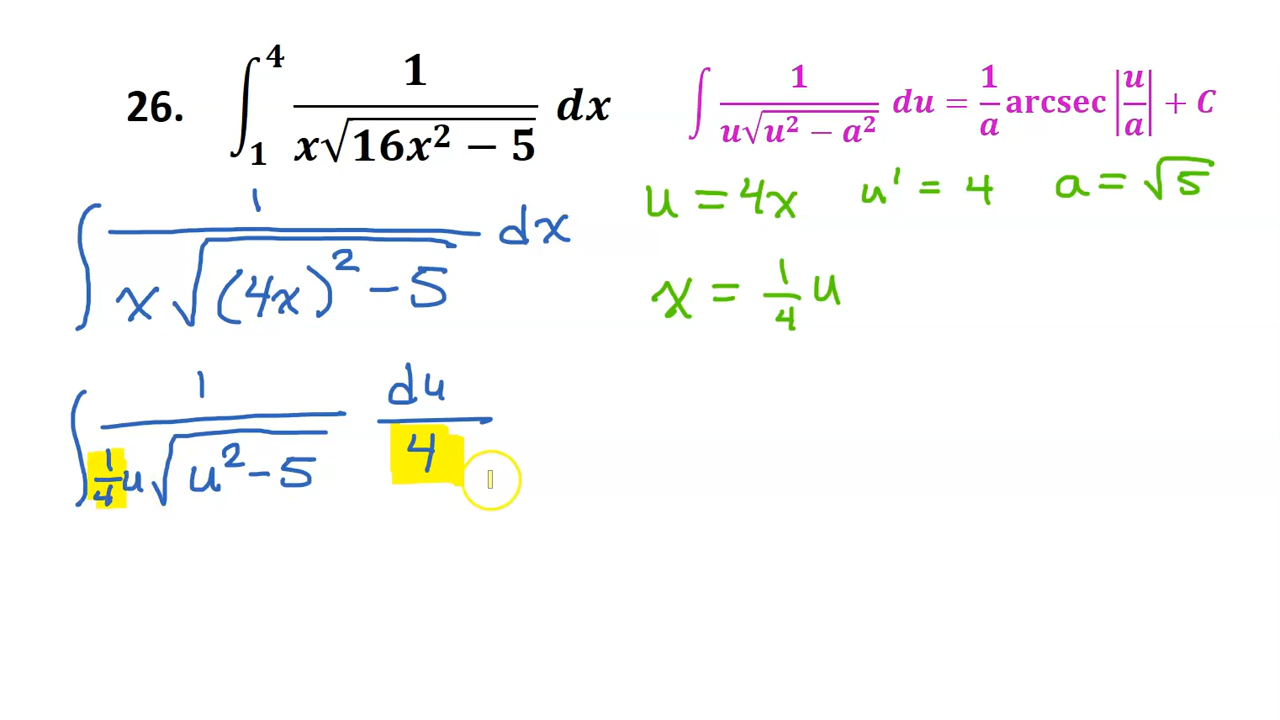 26. ∫₁⁴ 1/(x√(16x² − 5)) dx
∫ 1/(u√(u² − a²)) du = 1/a arcsec |u/a| + C
u = 4x u' = 4 a = √5
∫ 1/(x√((4x)² − 5)) dx
x = 1/4 u
∫ 1/(1/4 u√(u² − 5)) du/4